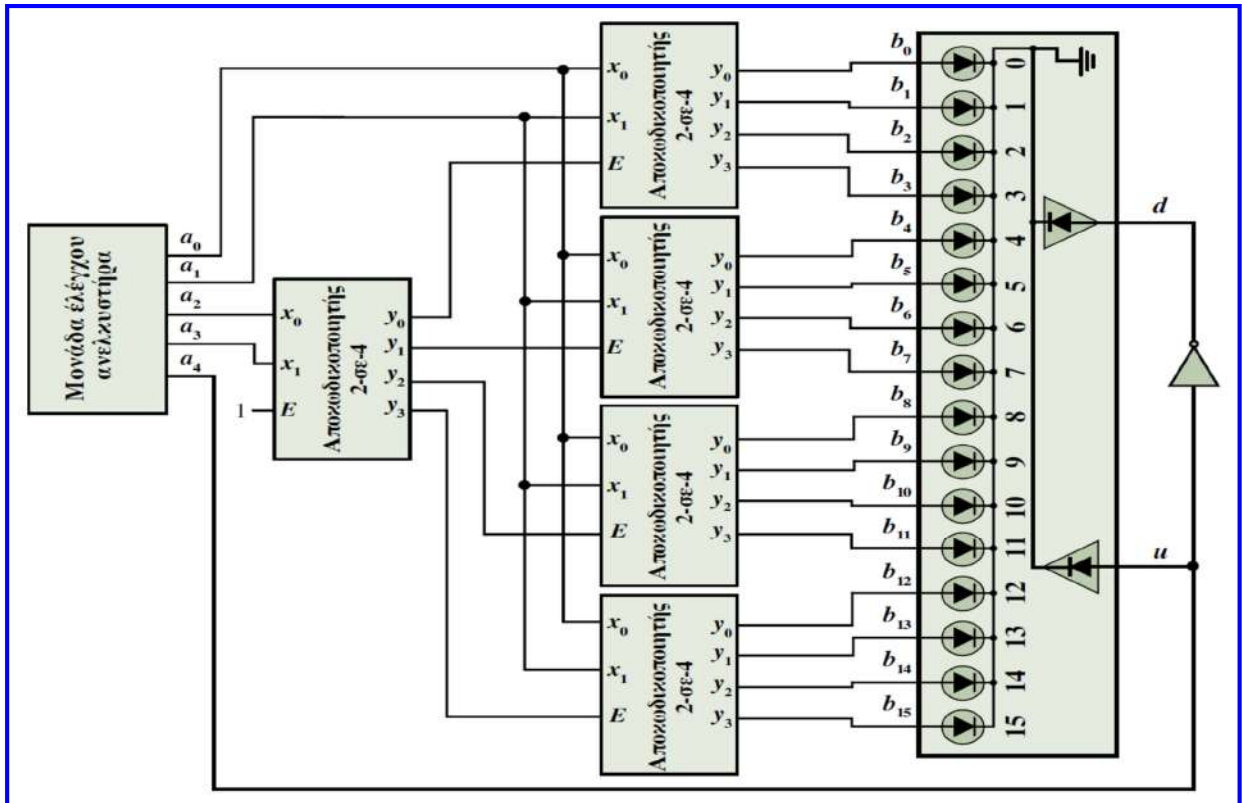 Μονάδα ελέγχου
ανελκυστήρα
a0
a1
a2
a3
a4
x0
x1
1
E
Αποκωδικοποιητής
2-σε-4
y0
y1
y2
y3
x0
x1
E
Αποκωδικοποιητής
2-σε-4
y0
y1
y2
y3
x0
x1
E
Αποκωδικοποιητής
2-σε-4
y0
y1
y2
y3
x0
x1
E
Αποκωδικοποιητής
2-σε-4
y0
y1
y2
y3
x0
x1
E
Αποκωδικοποιητής
2-σε-4
y0
y1
y2
y3
b0
b1
b2
b3
b4
b5
b6
b7
b8
b9
b10
b11
b12
b13
b14
b15
0
1
2
3
4
5
6
7
8
9
10
11
12
13
14
15
d
u